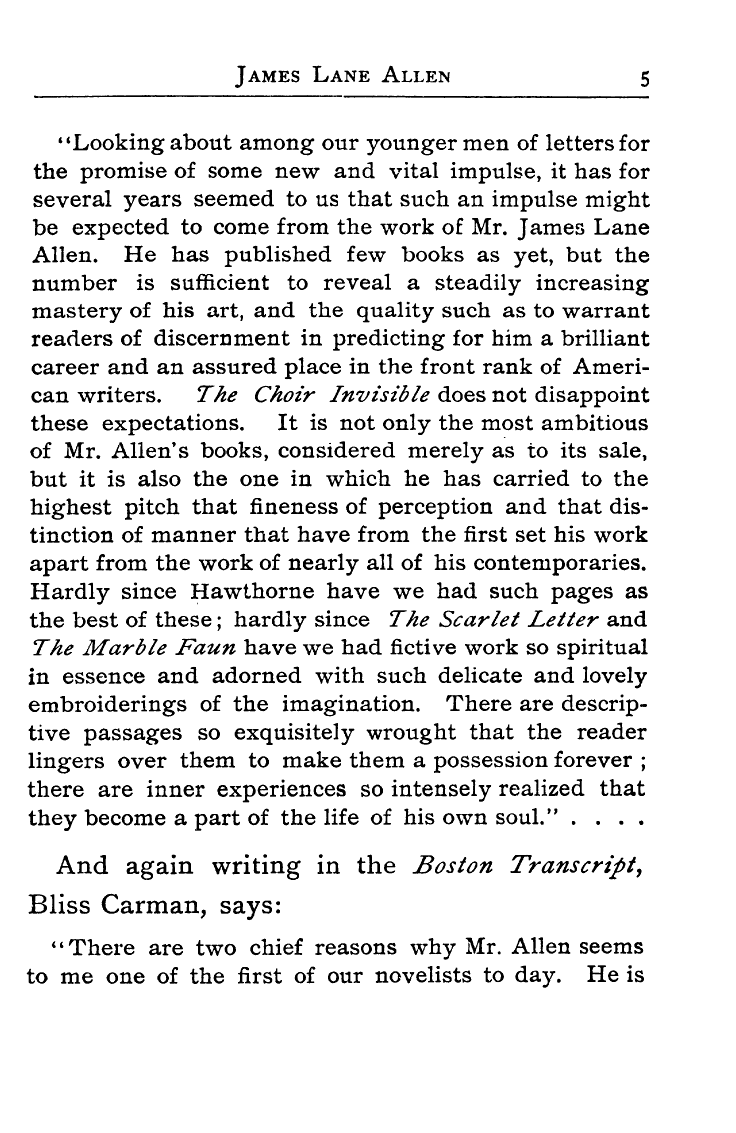 James Lane Allen 5
“Looking about among our younger men of letters for
the promise of some new and vital impulse, it has for
several years seemed to us that such an impulse might
be expected to come from the work of Mr. James Lane
Allen. He has published few books as yet, but the
number is sufficient to reveal a steadily increasing
mastery of his art, and the quality such as to warrant
readers of discernment in predicting for him a brilliant
career and an assured place in the front rank of Ameri-
can writers. The Choir Invisible does not disappoint
these expectations. It is not only the most ambitious
of Mr. Allen's books, considered merely as to its sale,
but it is also the one in which he has carried to the
highest pitch that fineness of perception and that dis-
tinction of manner that have from the first set his work
apart from the work of nearly all of his contemporaries.
Hardly since Hawthorne have we had such pages as
the best of these; hardly since The Scarlet Letter and
The Marble Faun have we had fictive work so spiritual
in essence and adorned with such delicate and lovely
embroiderings of the imagination. There are descrip-
tive passages so exquisitely wrought that the reader
lingers over them to make them a possession forever ;
there are inner experiences so intensely realized that
they become a part of the life of his own soul.” . . . .
And again writing in the Boston Transcript,
Bliss Carman, says:
“There are two chief reasons why Mr. Allen seems
to me one of the first of our novelists to day. He is